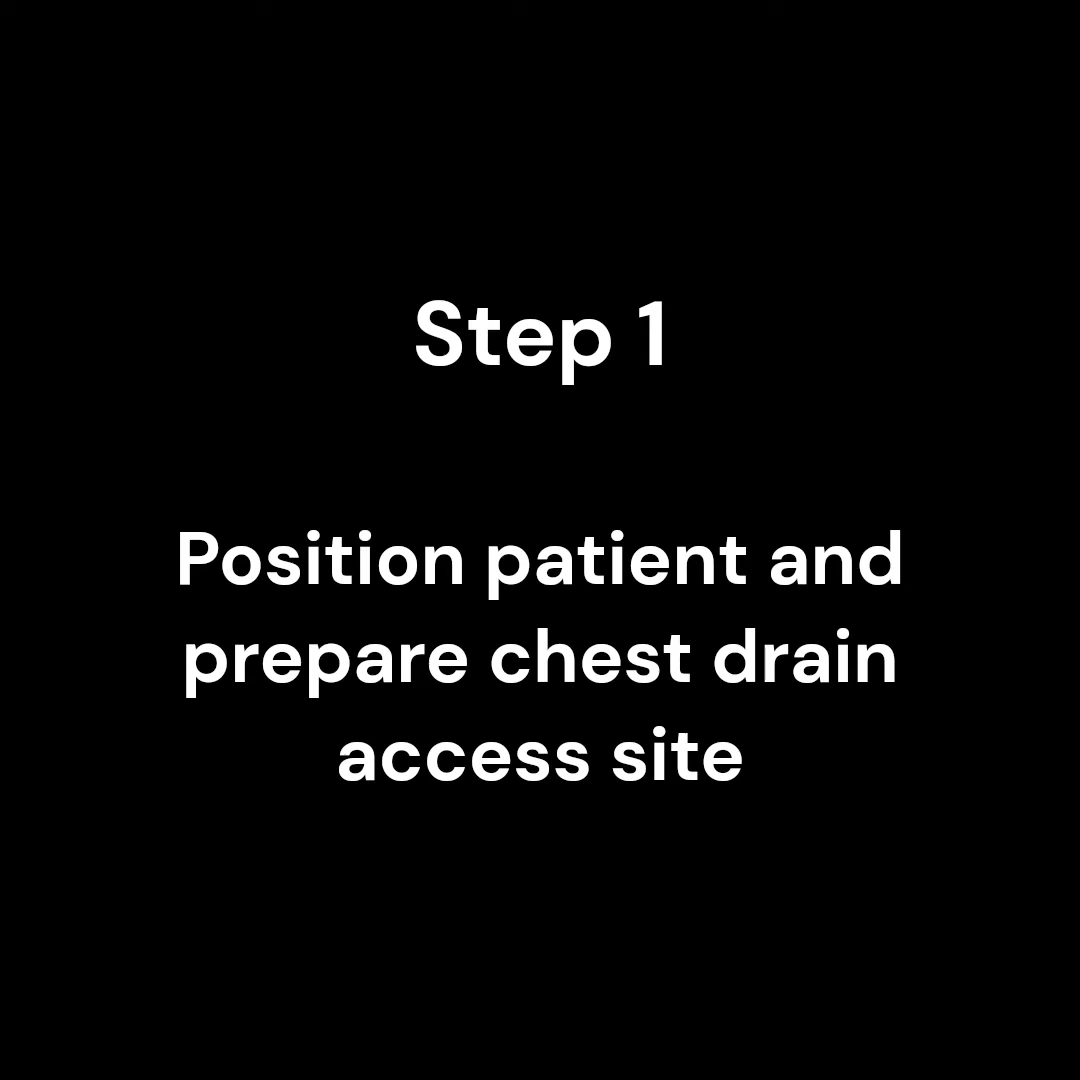 Step 1
Position patient and
prepare chest drain
access site